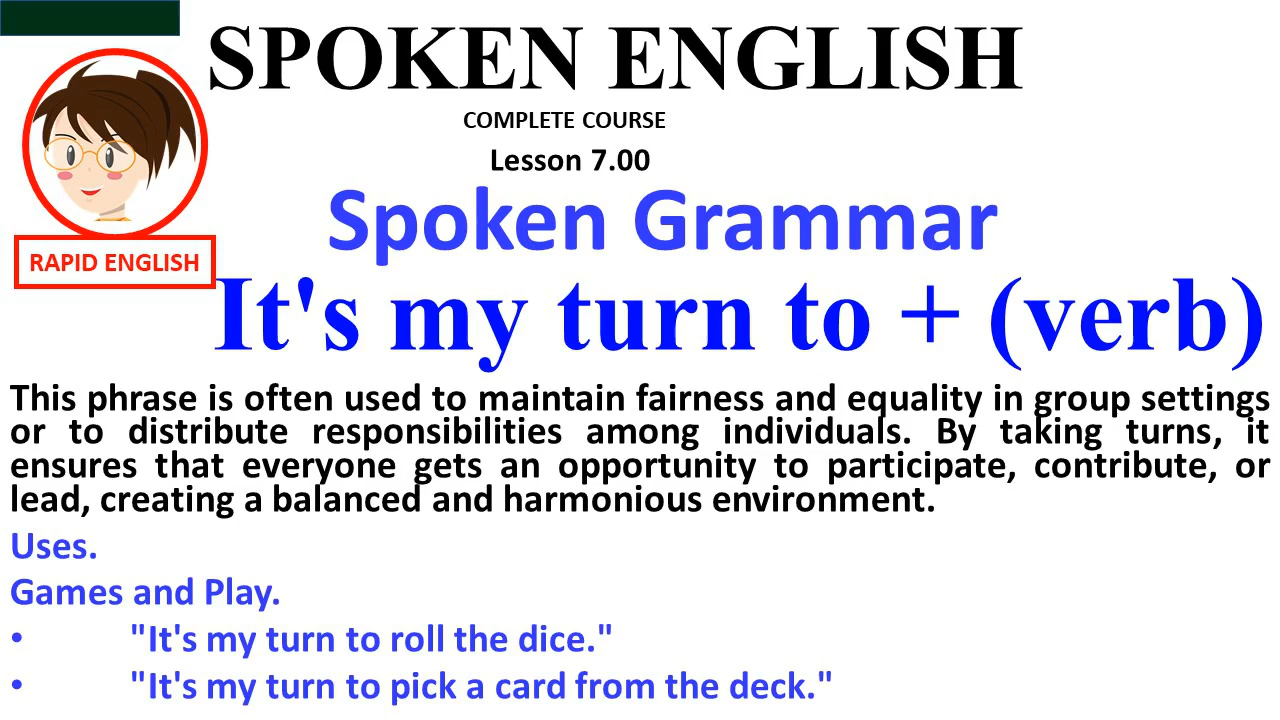 SPOKEN ENGLISH
COMPLETE COURSE
Lesson 7.00
Spoken Grammar
RAPID ENGLISH
It's my turn to + (verb)
This phrase is often used to maintain fairness and equality in group settings
or to distribute responsibilities among individuals. By taking turns, it
ensures that everyone gets an opportunity to participate, contribute, or
lead, creating a balanced and harmonious environment.
Uses.
Games and Play.
• "It's my turn to roll the dice."
• "It's my turn to pick a card from the deck."